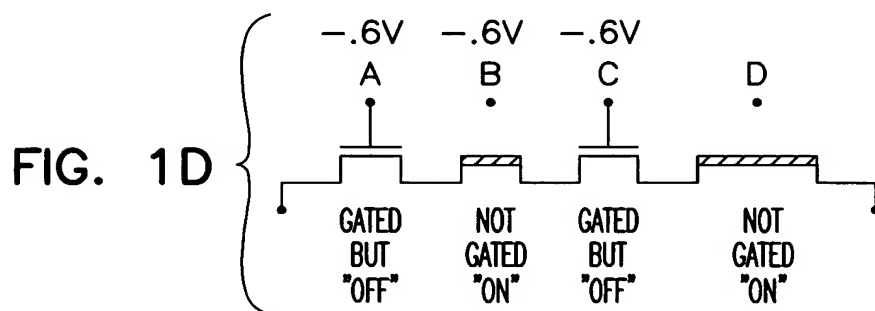 -.6V -.6V -.6V
A B C D
FIG. 1D
GATED NOT GATED NOT
BUT GATED BUT GATED
"OFF" "ON" "OFF" "ON"